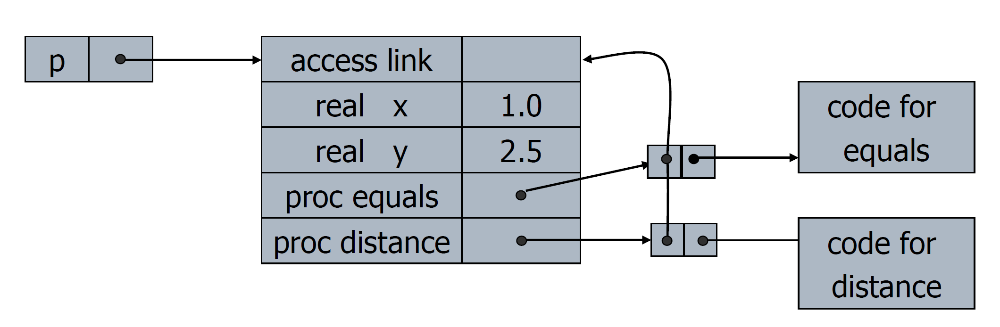 p
access link
real x 1.0
real y 2.5
proc equals
proc distance
code for
equals
code for
distance